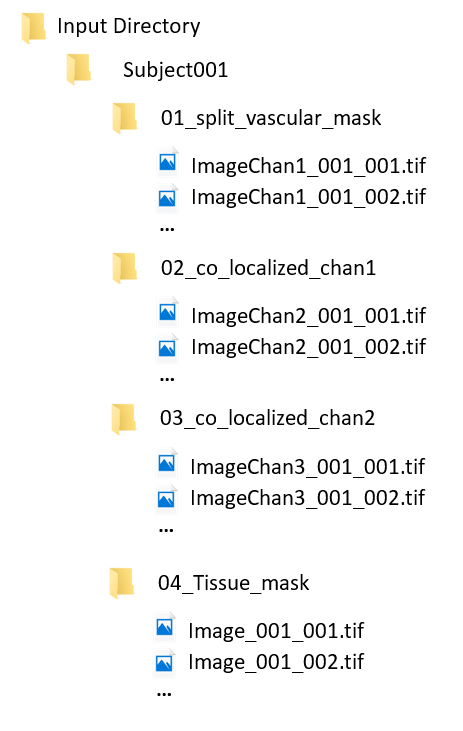 Input Directory
Subject001
01_split_vascular_mask
ImageChan1_001_001.tif
ImageChan1_001_002.tif
...
02_co_localized_chan1
ImageChan2_001_001.tif
ImageChan2_001_002.tif
...
03_co_localized_chan2
ImageChan3_001_001.tif
ImageChan3_001_002.tif
...
04_Tissue_mask
Image_001_001.tif
Image_001_002.tif
...